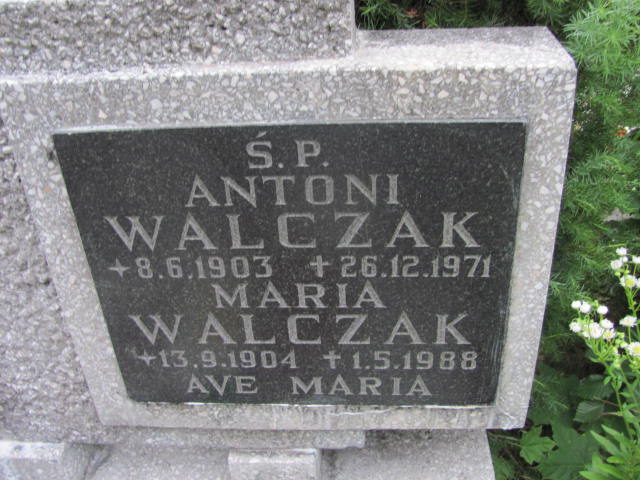 Ś.P.
ANTONI
WALCZAK
✶8.6.1903 ✝26.12.1971
MARIA
WALCZAK
✶13.9.1904 ✝1.5.1988
AVE MARIA